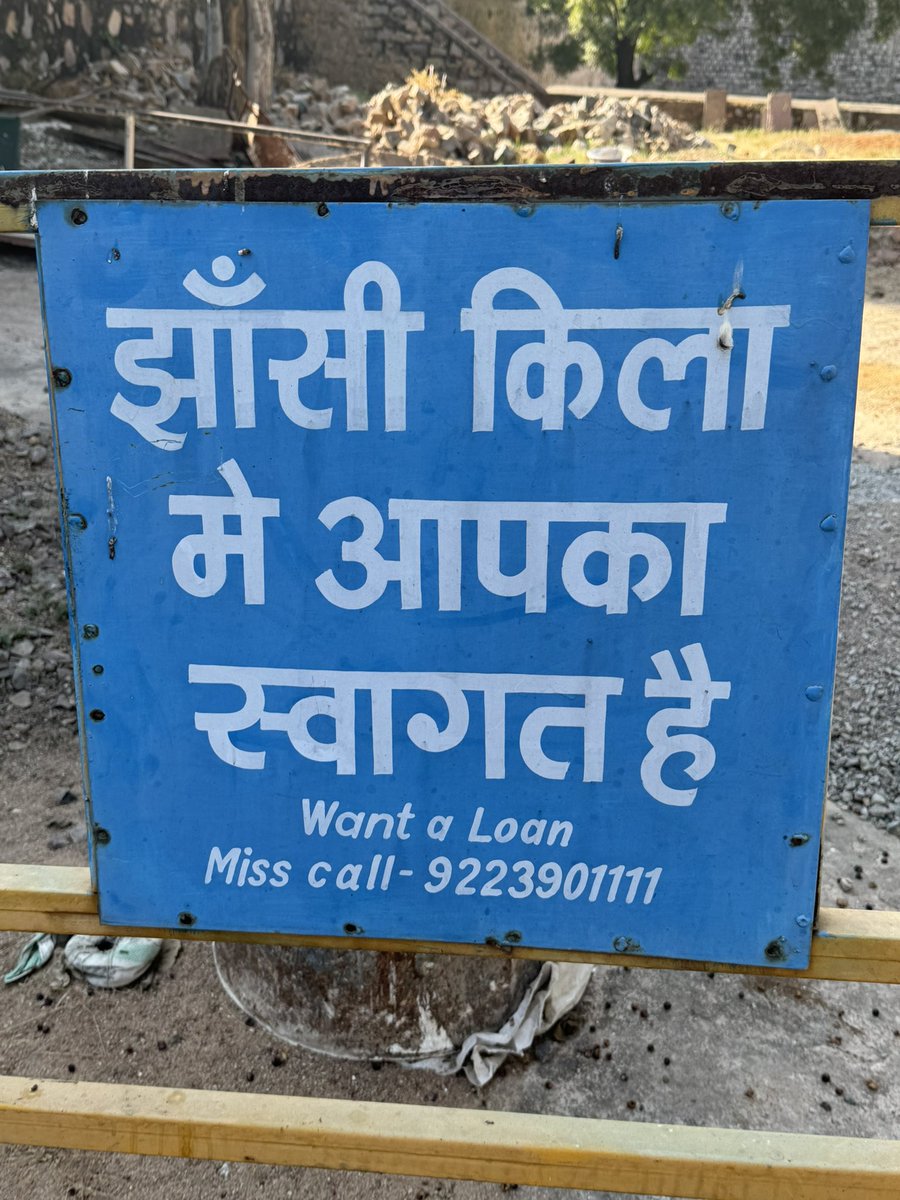 झाँसी किला
मे आपका
स्वागत है
Want a Loan
Miss call - 9223901111